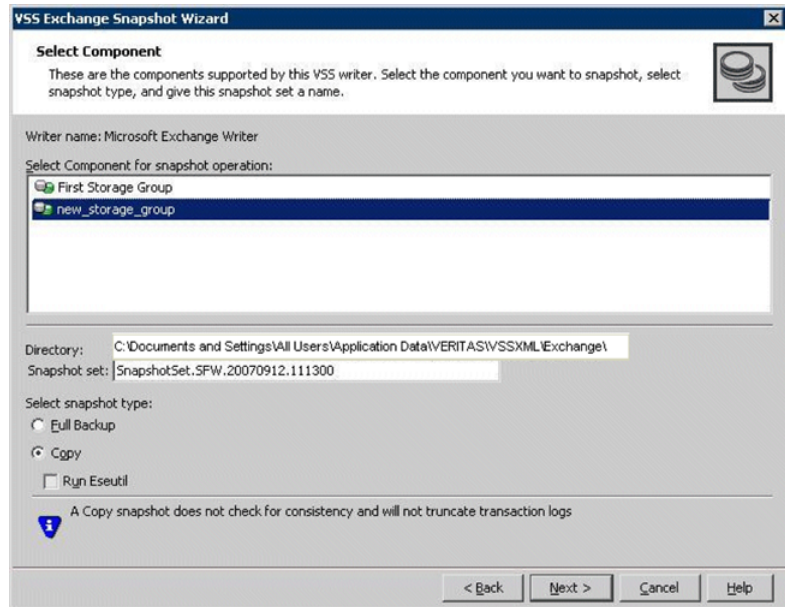 VSS Exchange Snapshot Wizard
Select Component
These are the components supported by this VSS writer. Select the component you want to snapshot, select
snapshot type, and give this snapshot set a name.
Writer name: Microsoft Exchange Writer
Select Component for snapshot operation:
First Storage Group
new_storage_group
Directory: C:\Documents and Settings\All Users\Application Data\VERITAS\VSSXML\Exchange\
Snapshot set: SnapshotSet.SFW.20070912.111300
Select snapshot type:
Full Backup
Copy
Run Eseutil
A Copy snapshot does not check for consistency and will not truncate transaction logs
< Back Next > Cancel Help